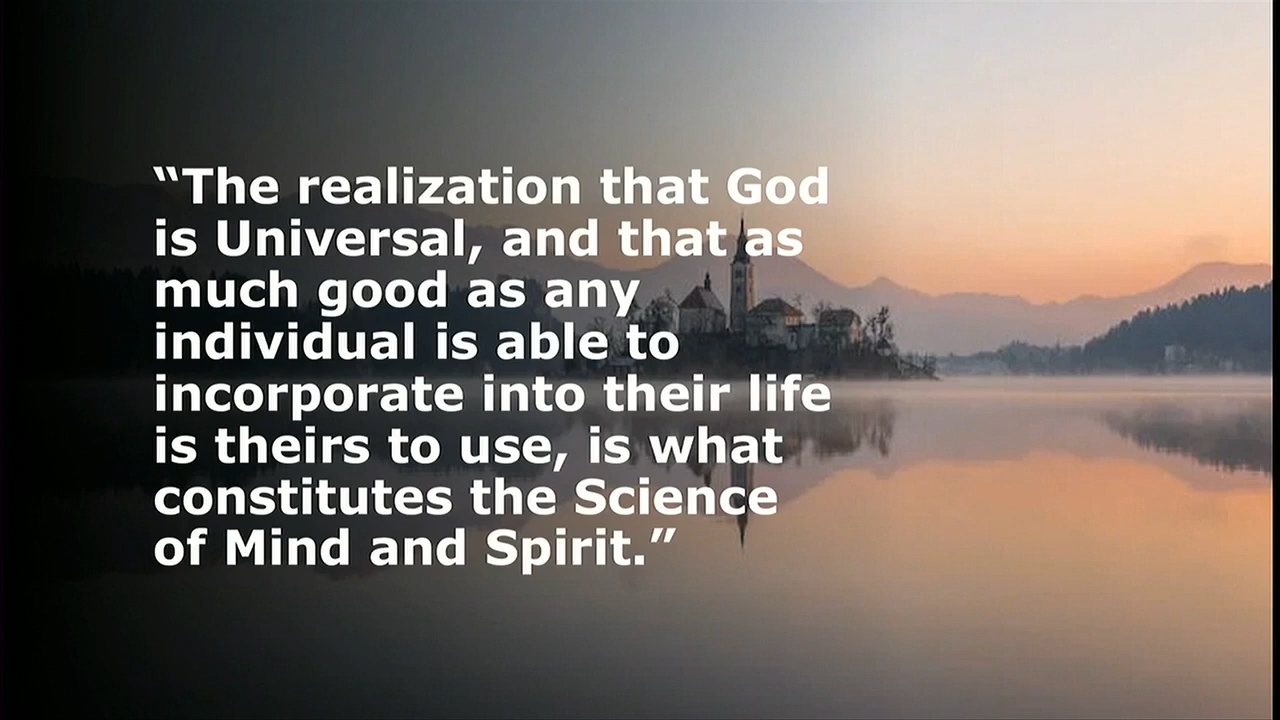 “The realization that God
is Universal, and that as
much good as any
individual is able to
incorporate into their life
is theirs to use, is what
constitutes the Science
of Mind and Spirit.”